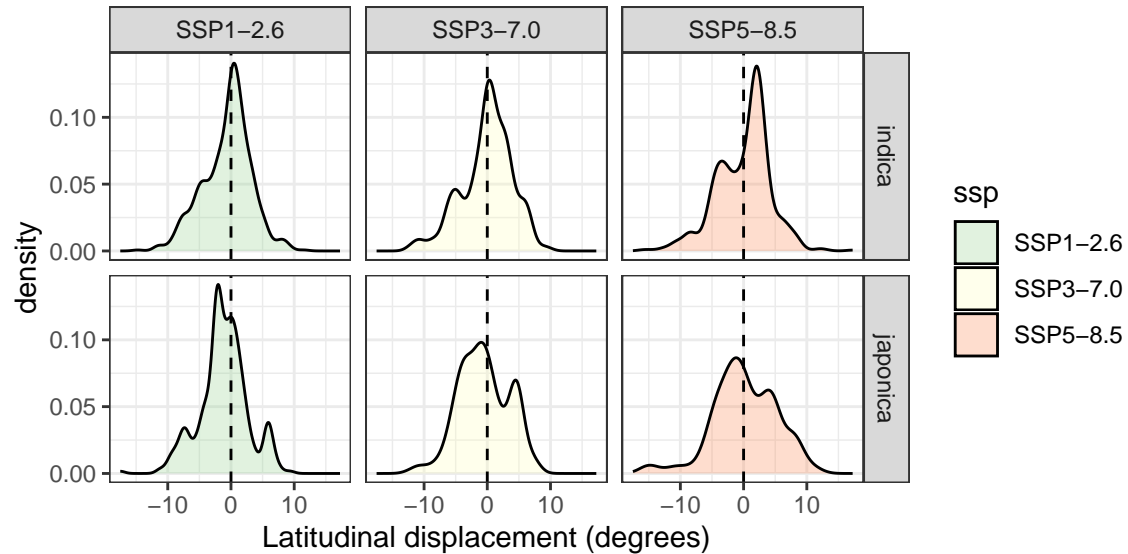 SSP1−2.6 SSP3−7.0 SSP5−8.5
0.10
0.05
0.00
indica
0.10
0.05
0.00
japonica
−10 0 10 −10 0 10 −10 0 10
Latitudinal displacement (degrees)
density
ssp
SSP1−2.6
SSP3−7.0
SSP5−8.5